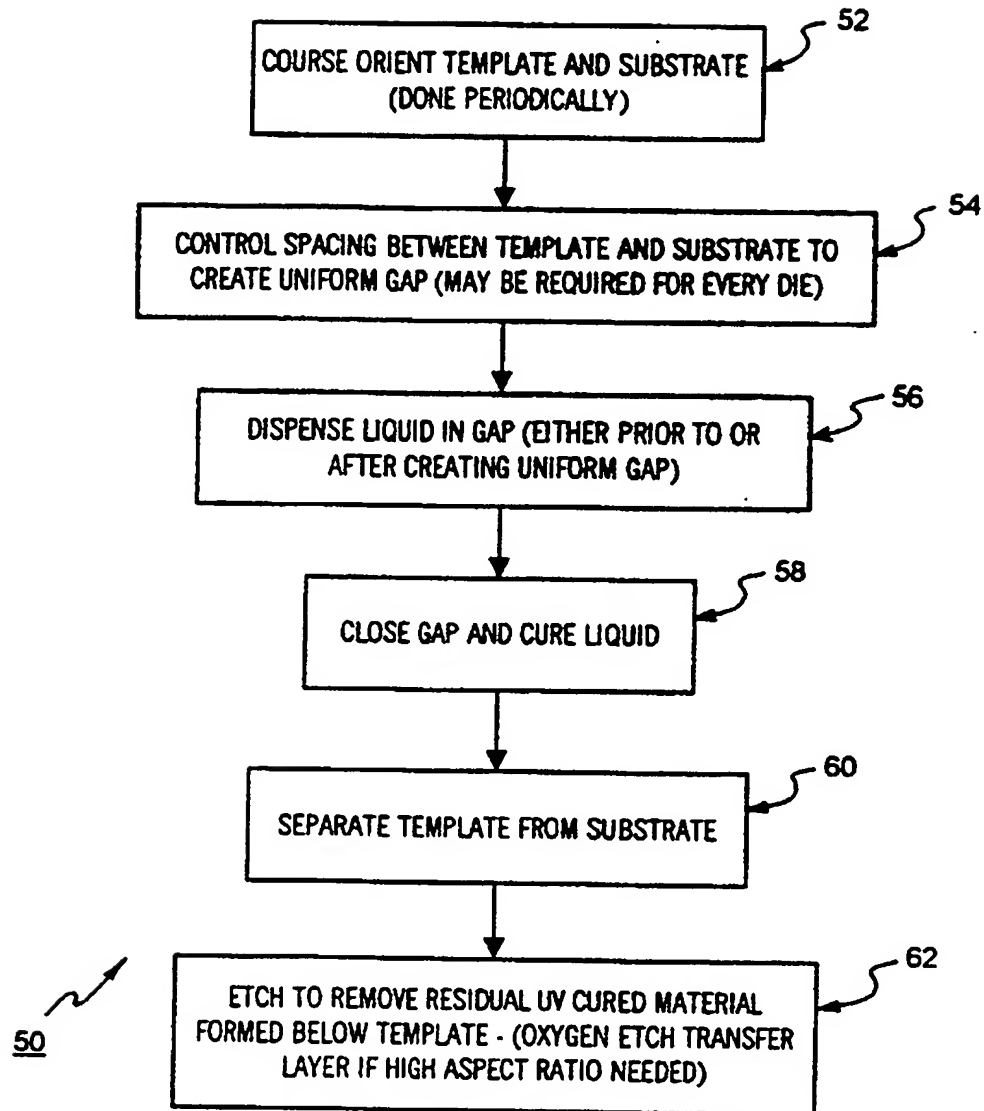 52
COURSE ORIENT TEMPLATE AND SUBSTRATE
(DONE PERIODICALLY)
54
CONTROL SPACING BETWEEN TEMPLATE AND SUBSTRATE TO
CREATE UNIFORM GAP (MAY BE REQUIRED FOR EVERY DIE)
56
DISPENSE LIQUID IN GAP (EITHER PRIOR TO OR
AFTER CREATING UNIFORM GAP)
58
CLOSE GAP AND CURE LIQUID
60
SEPARATE TEMPLATE FROM SUBSTRATE
62
ETCH TO REMOVE RESIDUAL UV CURED MATERIAL
FORMED BELOW TEMPLATE - (OXYGEN ETCH TRANSFER
LAYER IF HIGH ASPECT RATIO NEEDED)
50